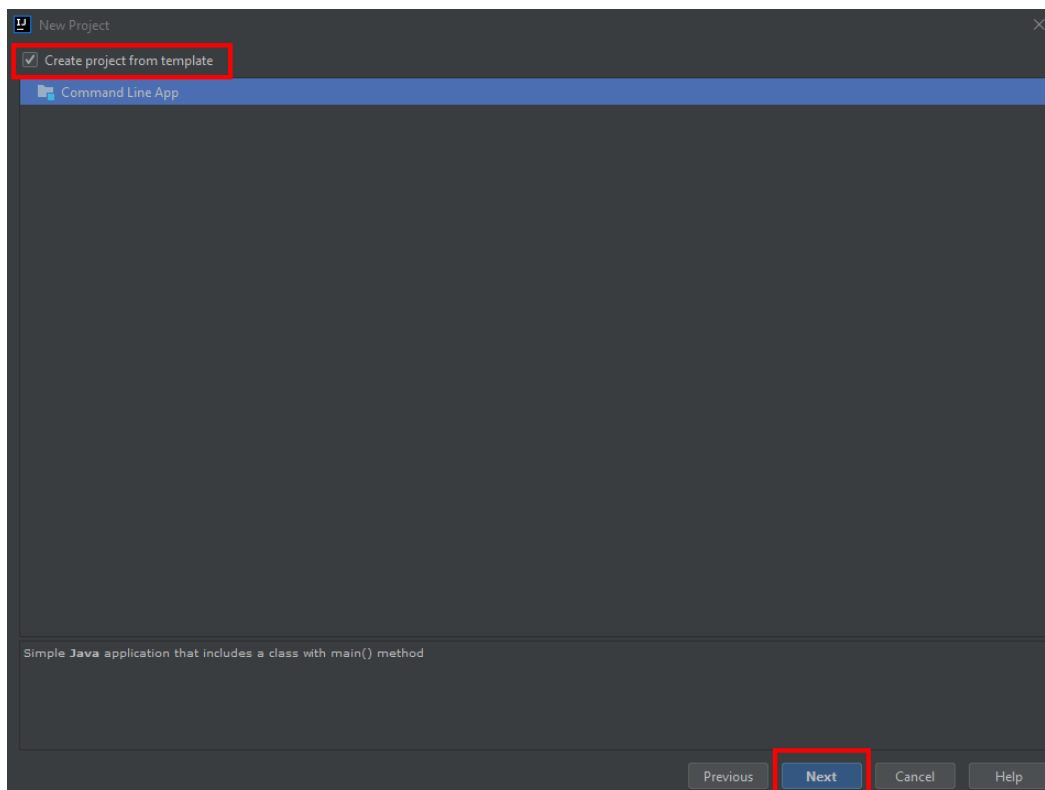 IJ New Project
Create project from template
Command Line App
Simple Java application that includes a class with main() method
Previous Next Cancel Help